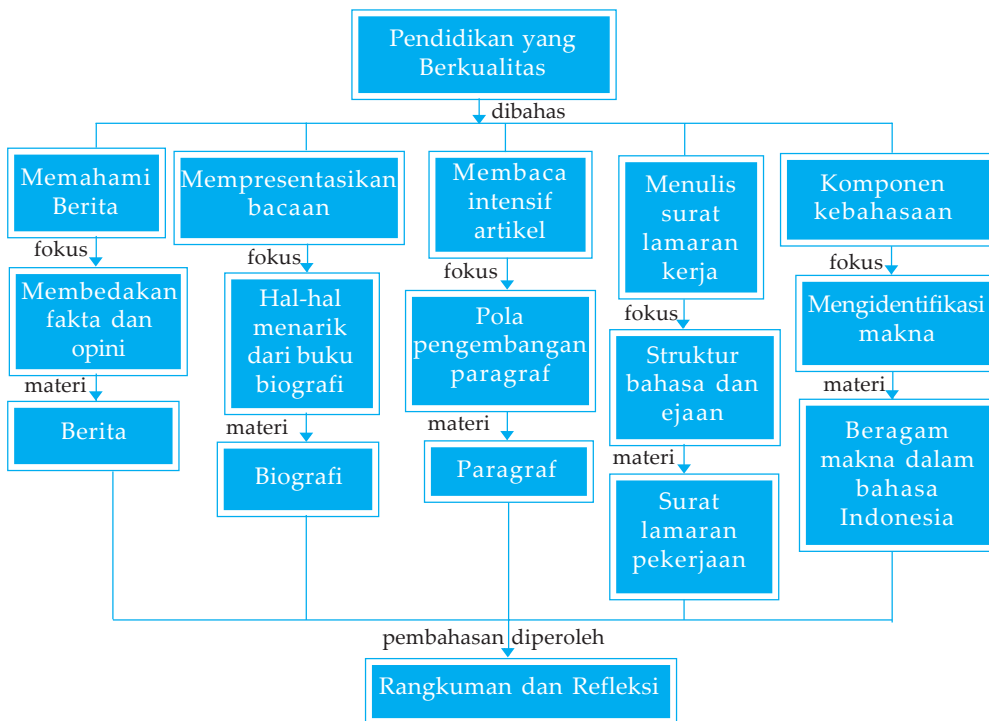 Pendidikan yang
Berkualitas
dibahas
Memahami
Berita
fokus
Membedakan
fakta dan
opini
materi
Berita
Mempresentasikan
bacaan
fokus
Hal-hal
menarik
dari buku
biografi
materi
Biografi
Membaca
intensif
artikel
fokus
Pola
pengembangan
paragraf
materi
Paragraf
Menulis
surat
lamaran
kerja
fokus
Struktur
bahasa dan
ejaan
materi
Surat
lamaran
pekerjaan
Komponen
kebahasaan
fokus
Mengidentifikasi
makna
materi
Beragam
makna dalam
bahasa
Indonesia
pembahasan diperoleh
Rangkuman dan Refleksi